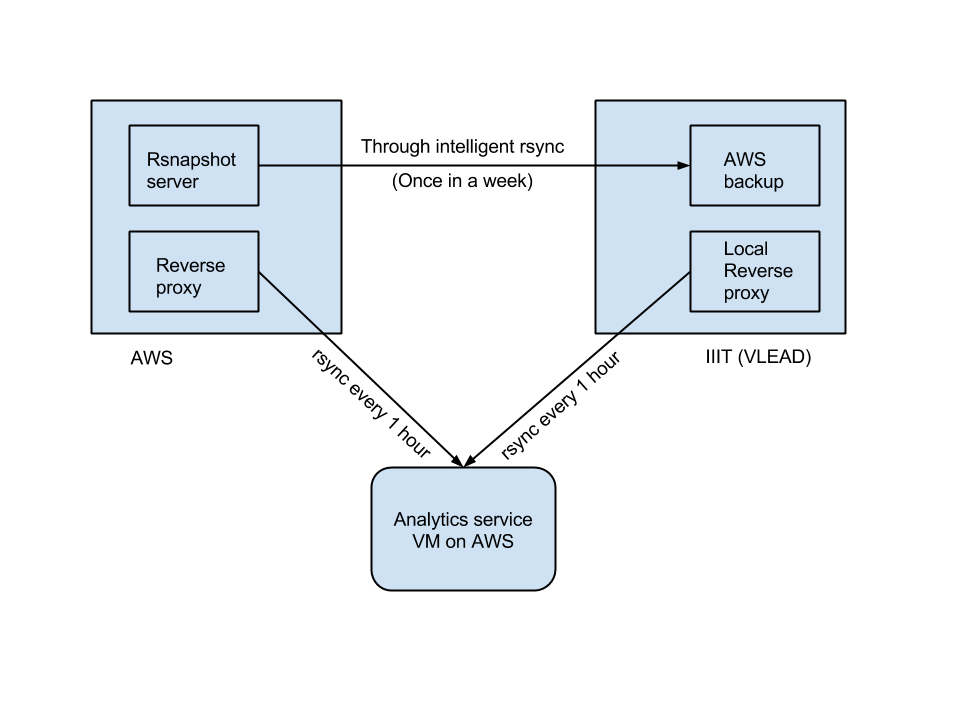 Through intelligent rsync
(Once in a week)
Rsnapshot
server
AWS
backup
Reverse
proxy
Local
Reverse
proxy
AWS
IIIT (VLEAD)
rsync every 1 hour
rsync every 1 hour
Analytics service
VM on AWS